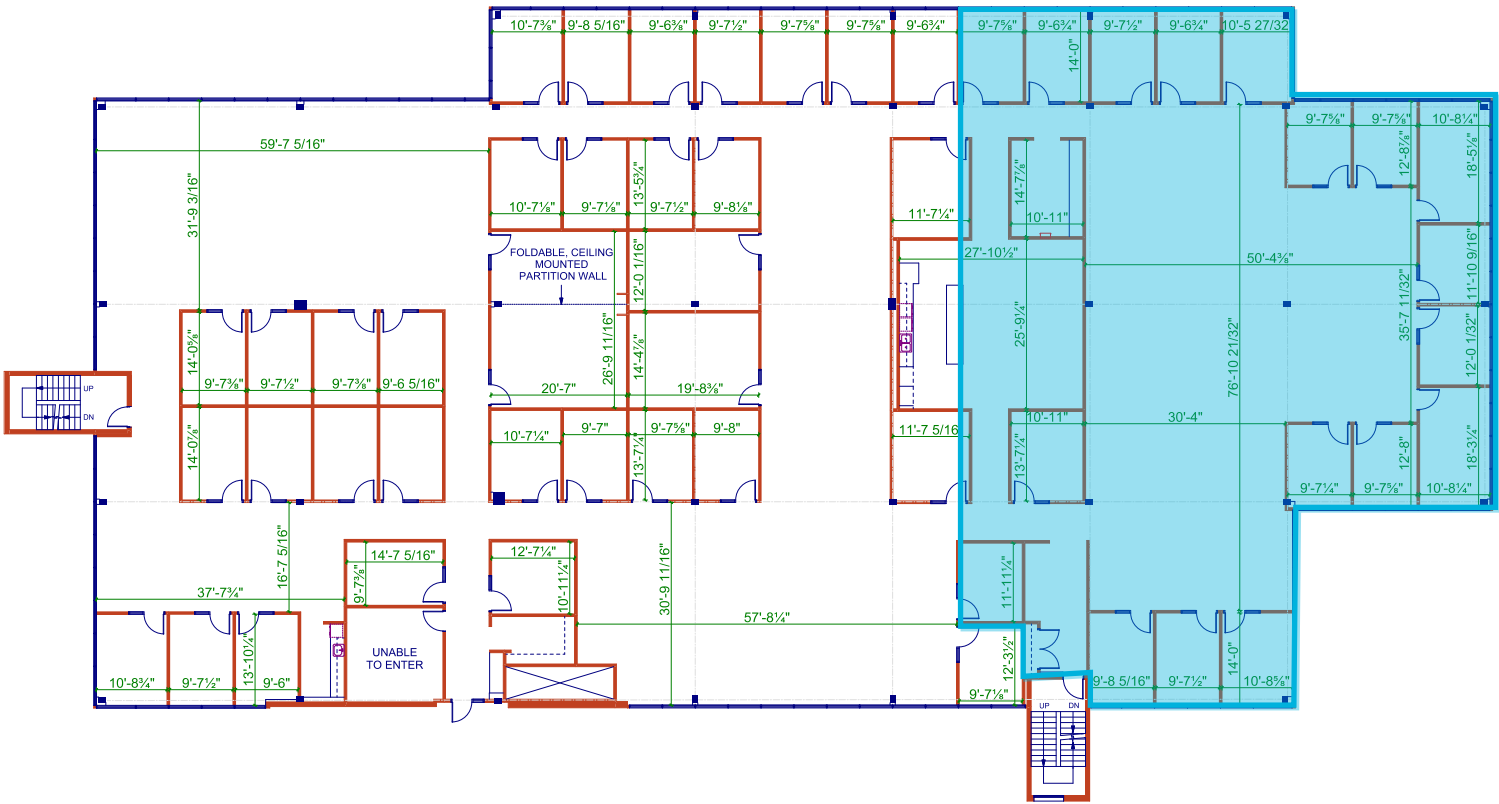 10'-7⅜" 9'-8 5/16" 9'-6⅜" 9'-7½" 9'-7⅝" 9'-7⅝" 9'-6¾" 9'-7⅝" 9'-6¾" 9'-7½" 9'-6¾" 10'-5 27/32
14'-0"
9'-7⅝" 9'-7⅝" 10'-8¼"
59'-7 5/16"
12'-8⅞"
18'-5⅛"
31'-9 3/16"
13'-5¾"
14'-7⅞"
10'-7⅛" 9'-7⅛" 9'-7½" 9'-8⅛"
11'-7¼"
10'-11"
FOLDABLE, CEILING
MOUNTED
PARTITION WALL
12'-0 1/16"
27'-10½"
50'-4⅜"
11'-10 9/16"
26'-9 11/16"
25'-9¼"
35'-7 11/32"
76'-10 21/32"
12'-0 1/32"
14'-0⅝"
14'-4⅞"
9'-7⅜" 9'-7½" 9'-7⅜" 9'-6 5/16"
UP
DN
20'-7" 19'-8⅜"
10'-11"
30'-4"
10'-7¼" 9'-7" 9'-7⅝" 9'-8"
11'-7 5/16
14'-0⅞"
13'-7¼"
13'-7¼"
12'-8"
18'-3¼"
9'-7¼" 9'-7⅝" 10'-8¼"
16'-7 5/16"
14'-7 5/16"
9'-7⅜"
12'-7¼"
10'-11¼"
30'-9 11/16"
11'-11¼"
37'-7¾"
57'-8¼"
UNABLE
TO ENTER
13'-10¼"
12'-3½"
14'-0"
10'-8¾" 9'-7½" 9'-6"
9'-7⅛"
9'-8 5/16" 9'-7½" 10'-8⅝"
UP DN